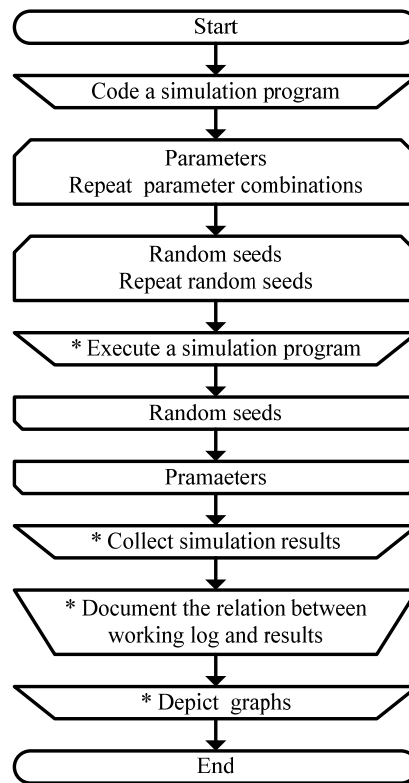 Start
Code a simulation program
Parameters
Repeat parameter combinations
Random seeds
Repeat random seeds
* Execute a simulation program
Random seeds
Pramaeters
* Collect simulation results
* Document the relation between
working log and results
* Depict graphs
End